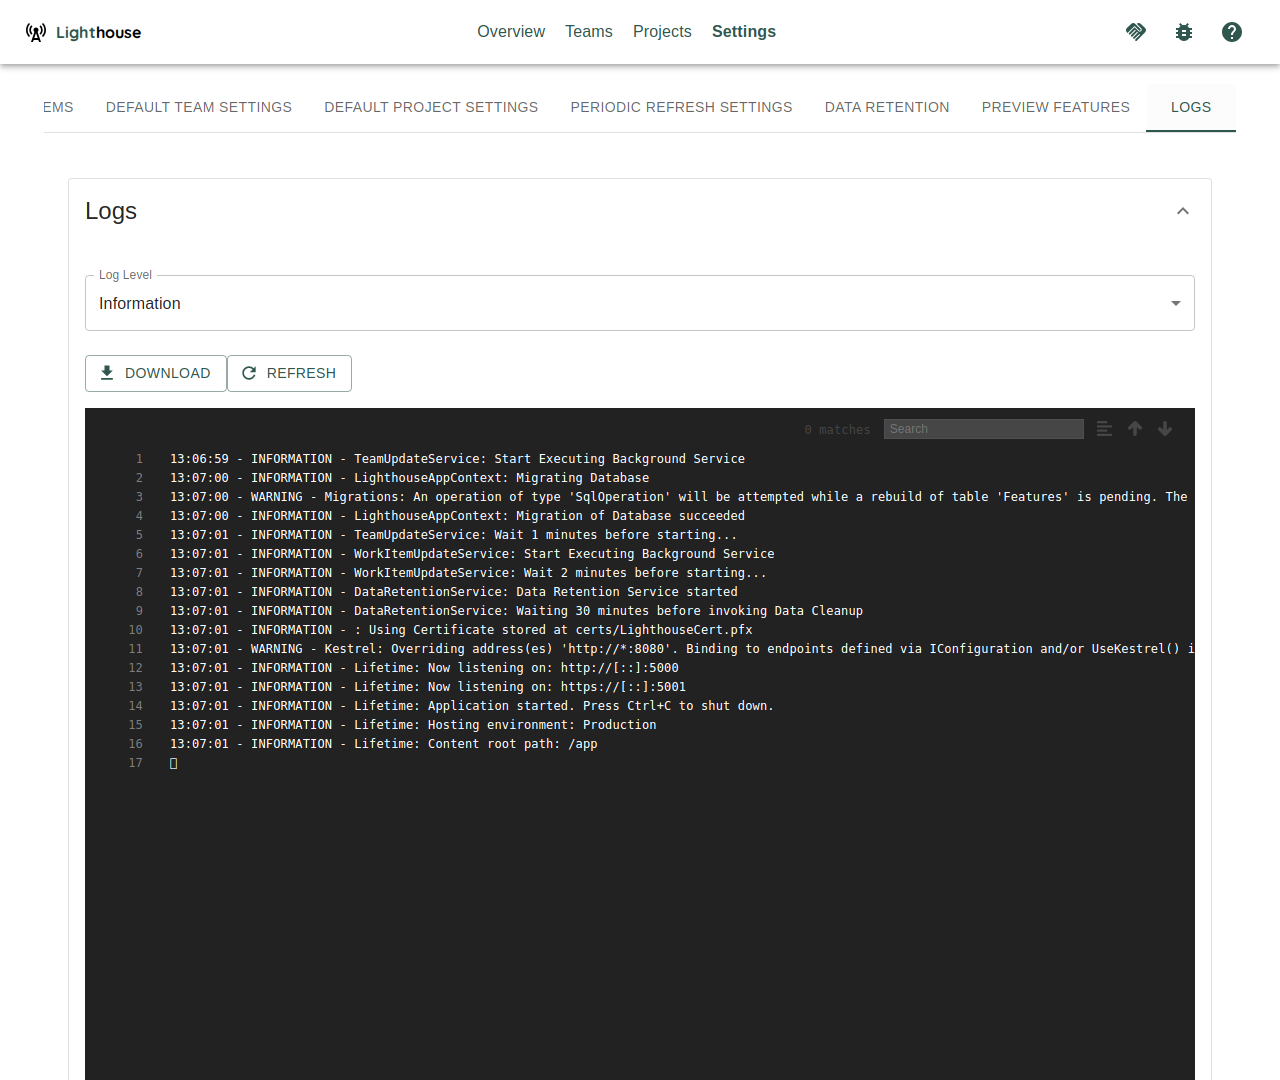 Lighthouse
Overview Teams Projects Settings
EMS DEFAULT TEAM SETTINGS DEFAULT PROJECT SETTINGS PERIODIC REFRESH SETTINGS DATA RETENTION PREVIEW FEATURES LOGS
Logs
Log Level
Information
DOWNLOAD REFRESH
0 matches Search
1 13:06:59 - INFORMATION - TeamUpdateService: Start Executing Background Service
2 13:07:00 - INFORMATION - LighthouseAppContext: Migrating Database
3 13:07:00 - WARNING - Migrations: An operation of type 'SqlOperation' will be attempted while a rebuild of table 'Features' is pending. The
4 13:07:00 - INFORMATION - LighthouseAppContext: Migration of Database succeeded
5 13:07:01 - INFORMATION - TeamUpdateService: Wait 1 minutes before starting...
6 13:07:01 - INFORMATION - WorkItemUpdateService: Start Executing Background Service
7 13:07:01 - INFORMATION - WorkItemUpdateService: Wait 2 minutes before starting...
8 13:07:01 - INFORMATION - DataRetentionService: Data Retention Service started
9 13:07:01 - INFORMATION - DataRetentionService: Waiting 30 minutes before invoking Data Cleanup
10 13:07:01 - INFORMATION - : Using Certificate stored at certs/LighthouseCert.pfx
11 13:07:01 - WARNING - Kestrel: Overriding address(es) 'http://*:8080'. Binding to endpoints defined via IConfiguration and/or UseKestrel() i
12 13:07:01 - INFORMATION - Lifetime: Now listening on: http://[::]:5000
13 13:07:01 - INFORMATION - Lifetime: Now listening on: https://[::]:5001
14 13:07:01 - INFORMATION - Lifetime: Application started. Press Ctrl+C to shut down.
15 13:07:01 - INFORMATION - Lifetime: Hosting environment: Production
16 13:07:01 - INFORMATION - Lifetime: Content root path: /app
17